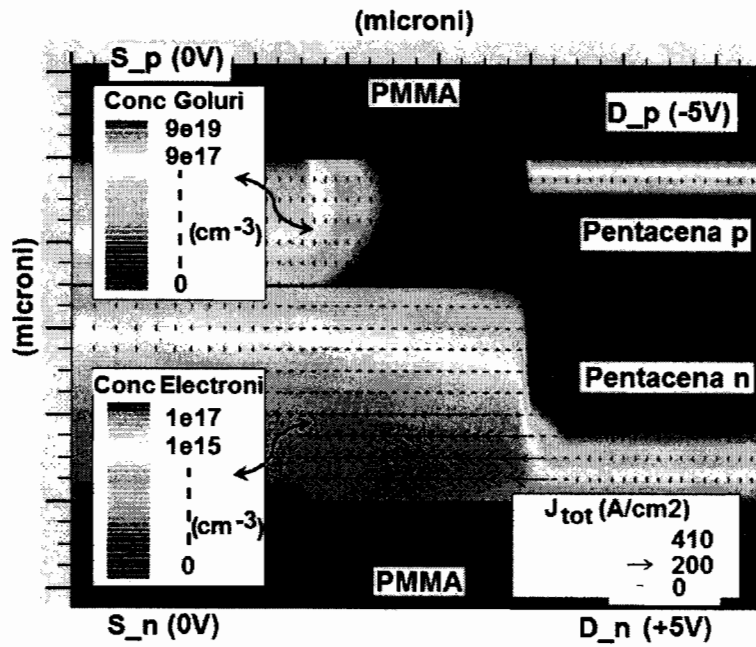 (microni)
S_p (0V)
PMMA
D_p (-5V)
Conc Goluri
9e19
9e17
(cm-3)
0
Pentacena p
(microni)
Pentacena n
Conc Electroni
1e17
1e15
(cm-3)
0
Jtot (A/cm2)
410
→ 200
- 0
PMMA
S_n (0V)
D_n (+5V)